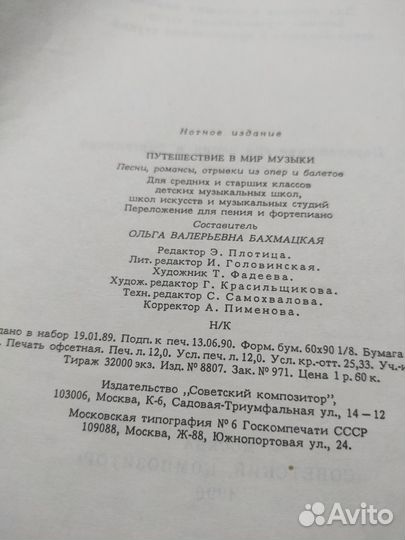 Нотное издание
ПУТЕШЕСТВИЕ В МИР МУЗЫКИ
Песни, романсы, отрывки из опер и балетов
Для средних и старших классов
детских музыкальных школ,
школ искусств и музыкальных студий
Переложение для пения и фортепиано
Составитель
ОЛЬГА ВАЛЕРЬЕВНА БАХМАЦКАЯ
Редактор Э. Плотица.
Лит. редактор И. Головинская.
Художник Т. Фадеева.
Худож. редактор Г. Красильщикова.
Техн. редактор С. Самохвалова.
Корректор А. Пименова.
Н/К
в набор 19.01.89. Подп. к печ. 13.06.90. Форм. бум. 60х90 1/8. Бумага
Печать офсетная. Печ. л. 12,0. Усл. печ. л. 12,0. Усл. кр.-отт. 25,33. Уч.-и
Тираж 32000 экз. Изд. № 8807. Зак. № 971. Цена 1 р. 60 к.
Издательство „Советский композитор",
103006, Москва, К-6, Садовая-Триумфальная ул., 14—12
Московская типография № 6 Госкомпечати СССР
109088, Москва, Ж-88, Южнопортовая ул., 24.
Avito